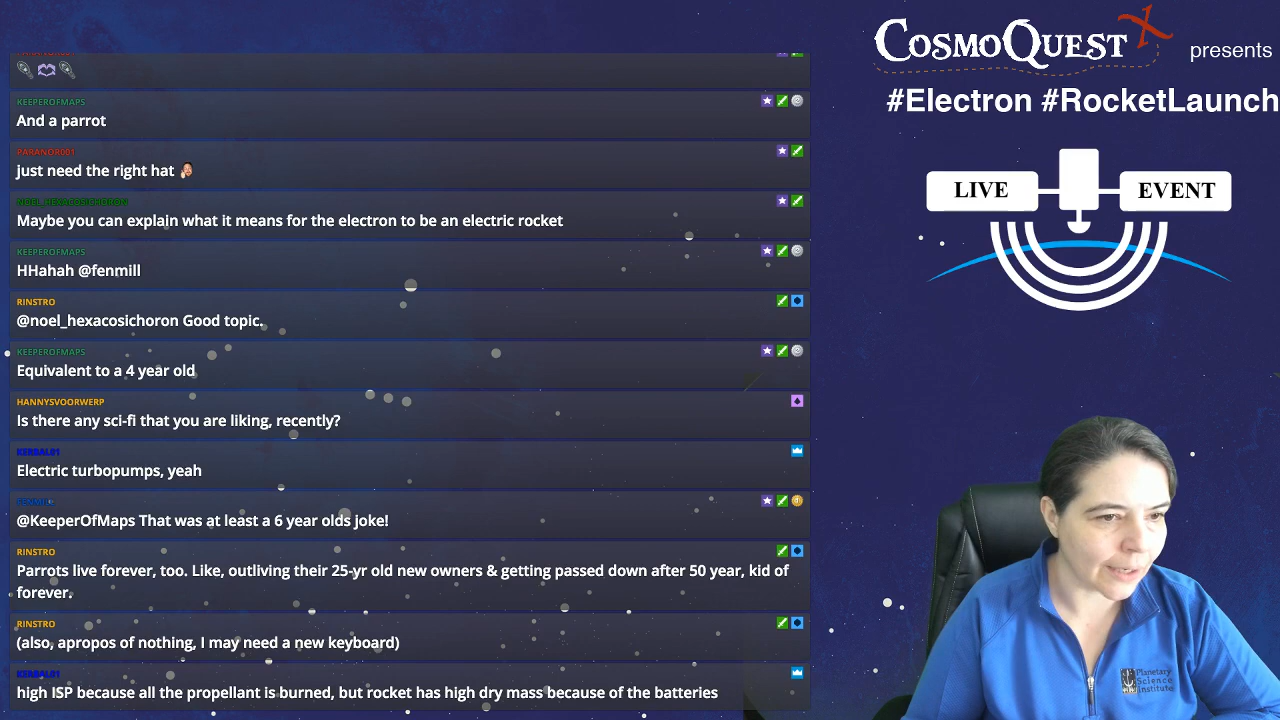 COSMOQUEST X presents
#Electron #RocketLaunch
LIVE EVENT
KEEPEROFMAPS
And a parrot
PARANOR001
just need the right hat
NOEL_HEXACOSICHORON
Maybe you can explain what it means for the electron to be an electric rocket
KEEPEROFMAPS
HHahah @fenmill
RINSTRO
@noel_hexacosichoron Good topic.
KEEPEROFMAPS
Equivalent to a 4 year old
HANNYSVOORWERP
Is there any sci-fi that you are liking, recently?
KERBAL01
Electric turbopumps, yeah
FENMILL
@KeeperOfMaps That was at least a 6 year olds joke!
RINSTRO
Parrots live forever, too. Like, outliving their 25-yr old new owners & getting passed down after 50 year, kid of
forever.
RINSTRO
(also, apropos of nothing, I may need a new keyboard)
KERBAL01
high ISP because all the propellant is burned, but rocket has high dry mass because of the batteries
Planetary
Science
Institute